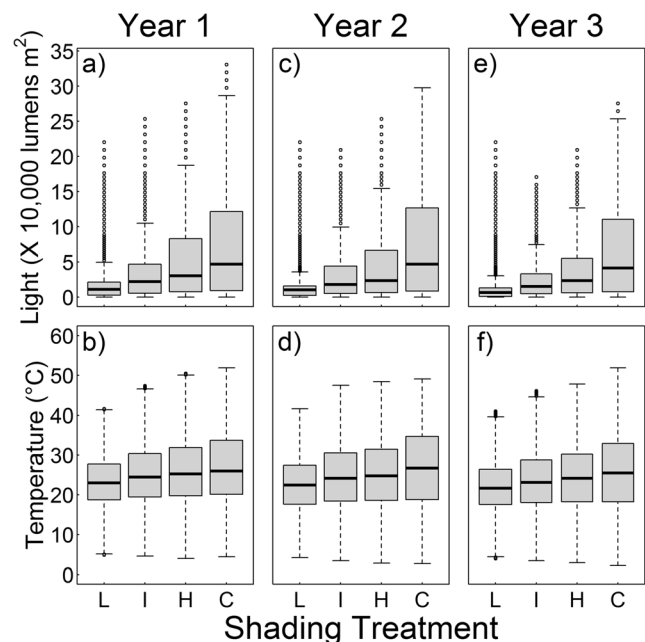 Year 1 Year 2 Year 3
a) c) e)
Light (X 10,000 lumens m²)
35
30
25
20
15
10
5
0
b) d) f)
Temperature (°C)
60
50
40
30
20
10
0
L I H C L I H C L I H C
Shading Treatment